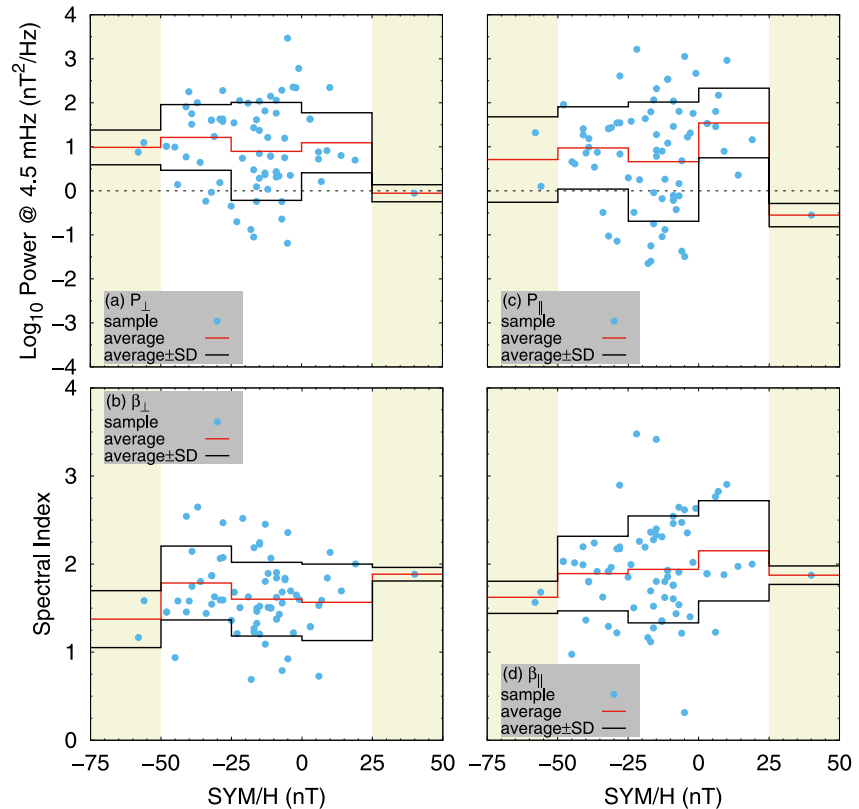 Log10 Power @ 4.5 mHz (nT²/Hz)
4
3
2
1
0
−1
−2
−3
−4
(a) P⊥
sample
average
average±SD
(c) P∥
sample
average
average±SD
Spectral Index
4
3
2
1
0
(b) β⊥
sample
average
average±SD
(d) β∥
sample
average
average±SD
−75 −50 −25 0 25 50
−75 −50 −25 0 25 50
SYM/H (nT)
SYM/H (nT)